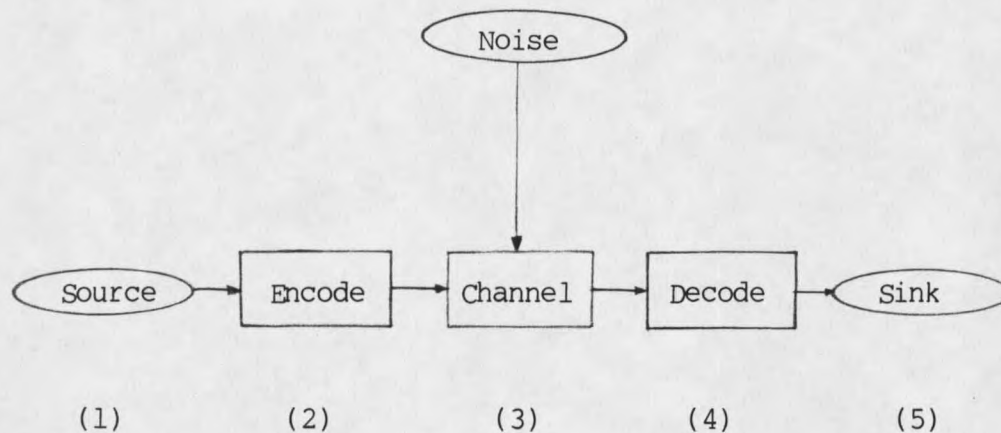 Noise
Source Encode Channel Decode Sink
(1) (2) (3) (4) (5)